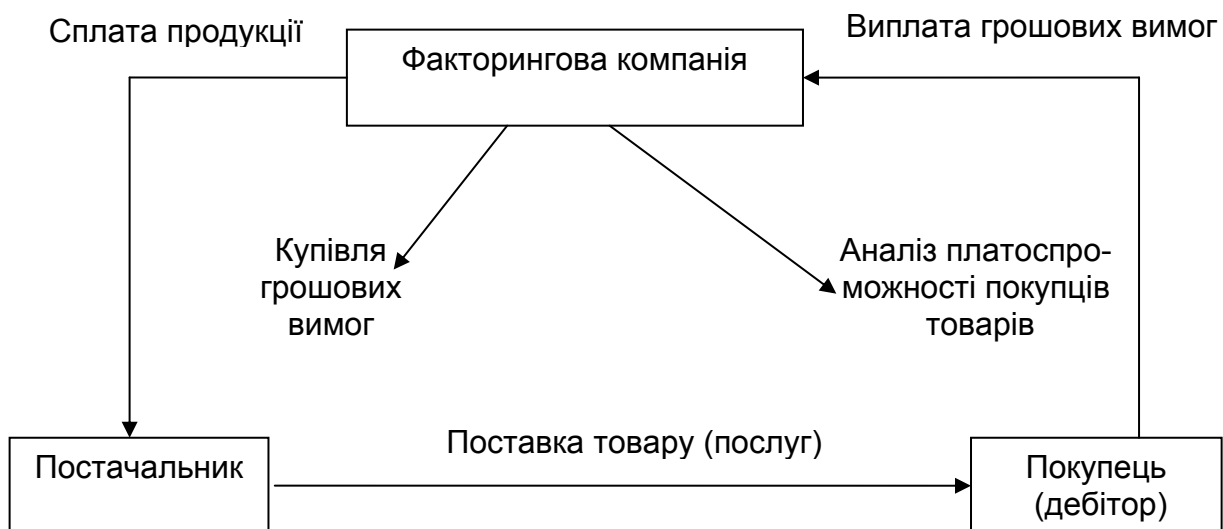 Сплата продукції
Виплата грошових вимог
Факторингова компанія
Купівля
грошових
вимог
Аналіз платоспро-
можності покупців
товарів
Поставка товару (послуг)
Постачальник
Покупець
(дебітор)